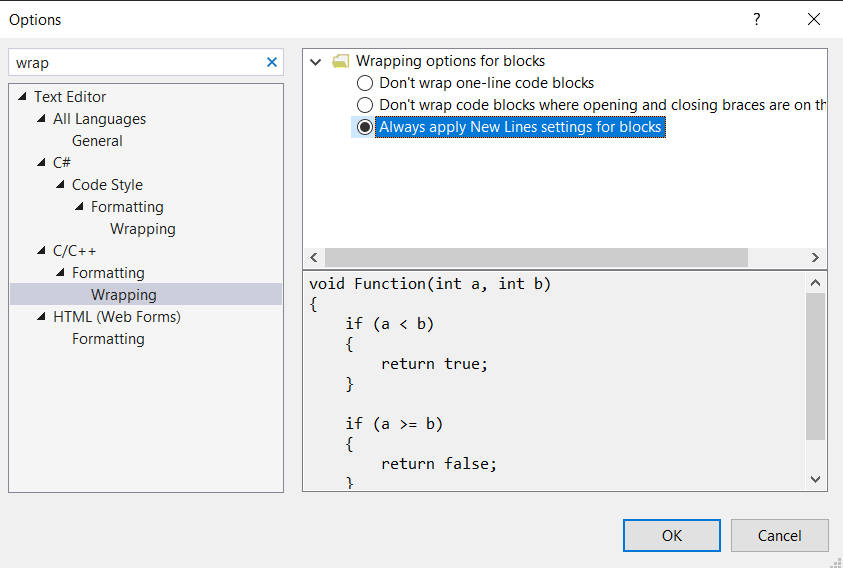 Options
?
wrap
Text Editor
All Languages
General
C#
Code Style
Formatting
Wrapping
C/C++
Formatting
Wrapping
HTML (Web Forms)
Formatting
Wrapping options for blocks
Don't wrap one-line code blocks
Don't wrap code blocks where opening and closing braces are on th
Always apply New Lines settings for blocks
void Function(int a, int b)
{
    if (a < b)
    {
        return true;
    }
    if (a >= b)
    {
        return false;
    }
OK
Cancel